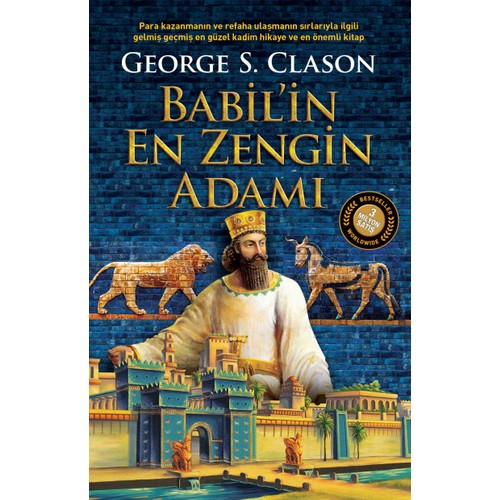 Para kazanmanın ve refaha ulaşmanın sırlarıyla ilgili
gelmiş geçmiş en güzel kadim hikaye ve en önemli kitap
GEORGE S. CLASON
BABİL'İN
EN ZENGİN
ADAMI
BESTSELLER
3
MİLYON
SATIŞ
WORLDWIDE